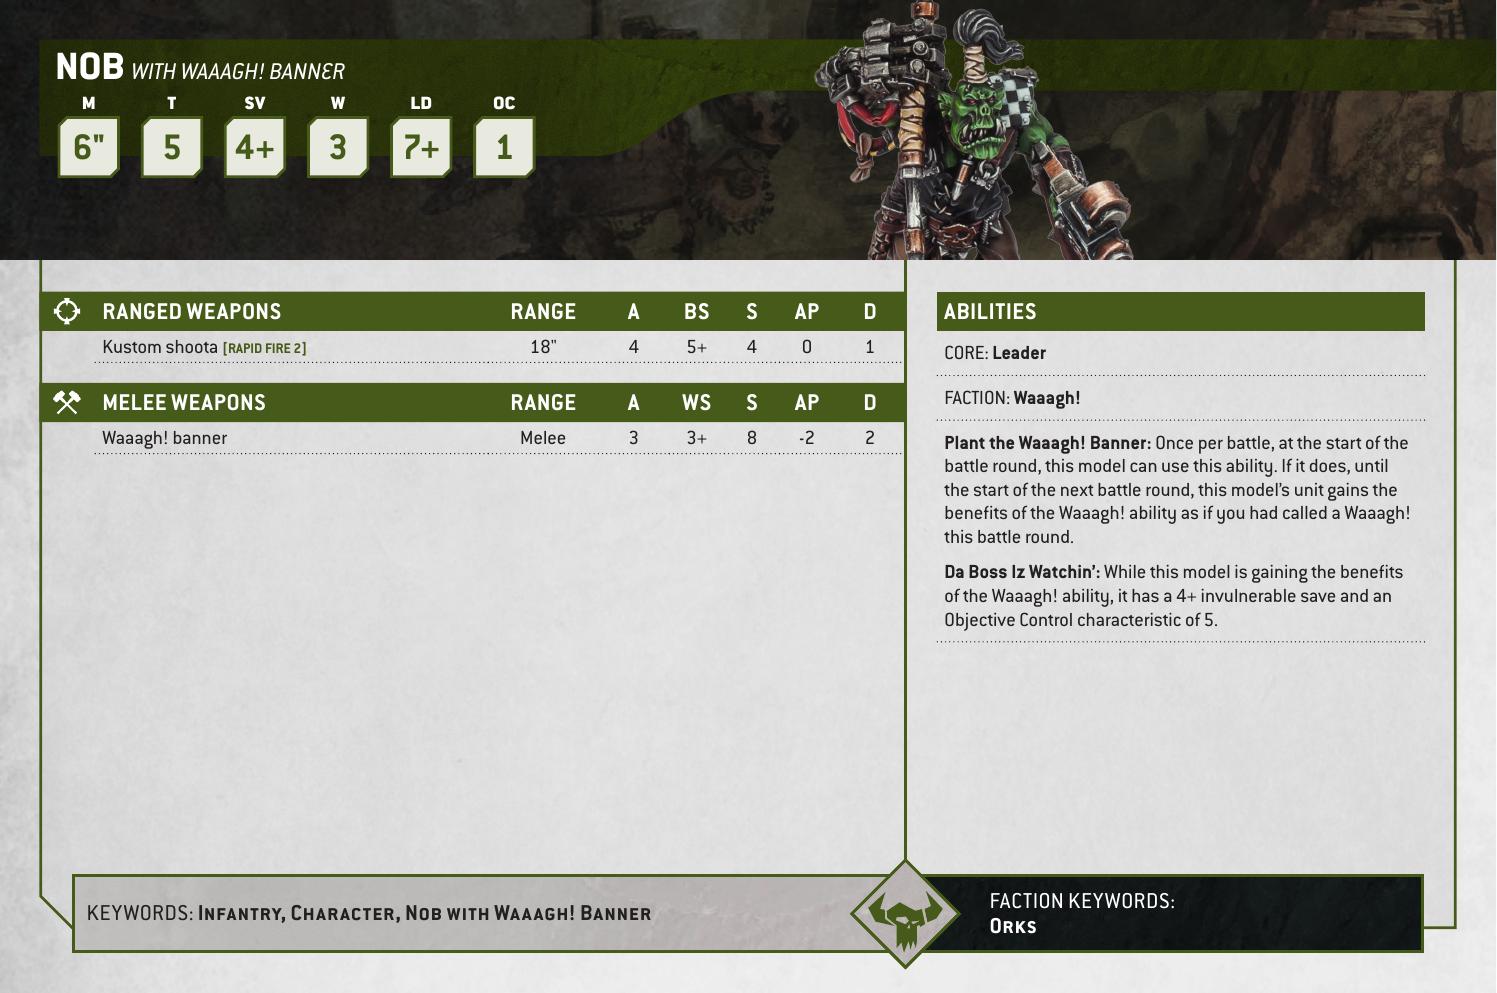 NOB WITH WAAAGH! BANNER
M T SV W LD OC
6" 5 4+ 3 7+ 1
RANGED WEAPONS RANGE A BS S AP D
Kustom shoota [RAPID FIRE 2] 18" 4 5+ 4 0 1
MELEE WEAPONS RANGE A WS S AP D
Waaagh! banner Melee 3 3+ 8 -2 2
ABILITIES
CORE: Leader
FACTION: Waaagh!
Plant the Waaagh! Banner: Once per battle, at the start of the
battle round, this model can use this ability. If it does, until
the start of the next battle round, this model's unit gains the
benefits of the Waaagh! ability as if you had called a Waaagh!
this battle round.
Da Boss Iz Watchin': While this model is gaining the benefits
of the Waaagh! ability, it has a 4+ invulnerable save and an
Objective Control characteristic of 5.
KEYWORDS: Infantry, Character, Nob with Waaagh! Banner
FACTION KEYWORDS:
Orks